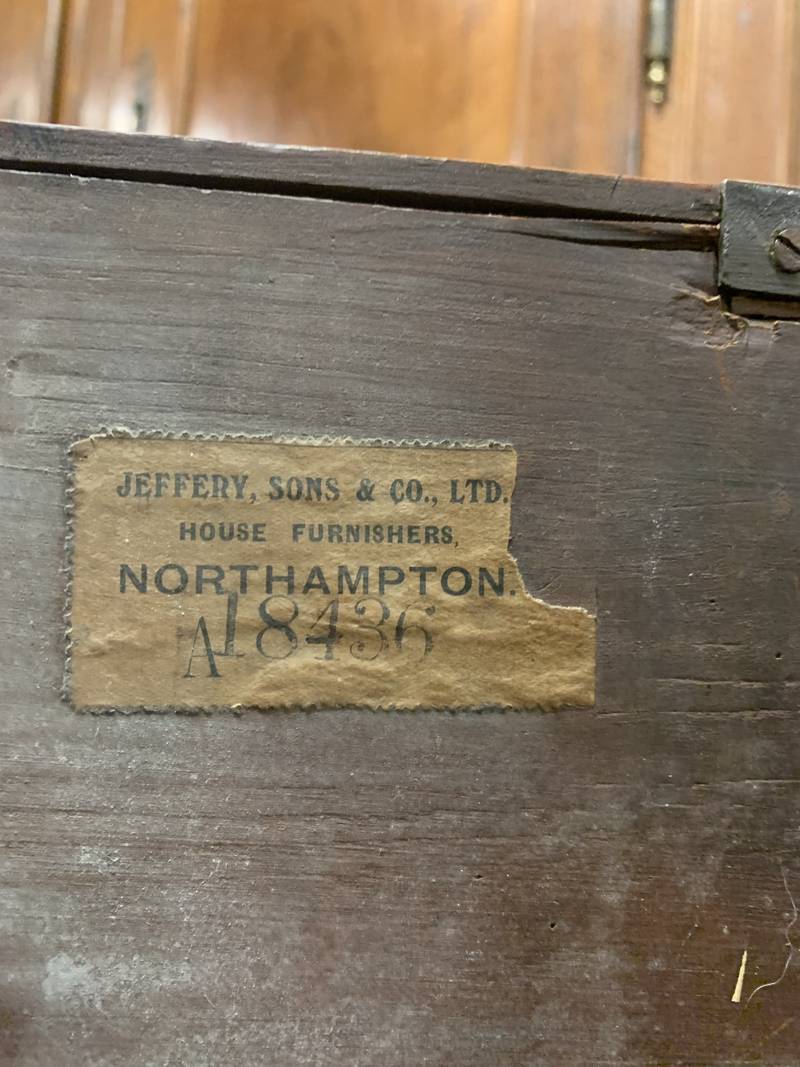 JEFFERY, SONS & CO., LTD.
HOUSE FURNISHERS,
NORTHAMPTON.
A18436